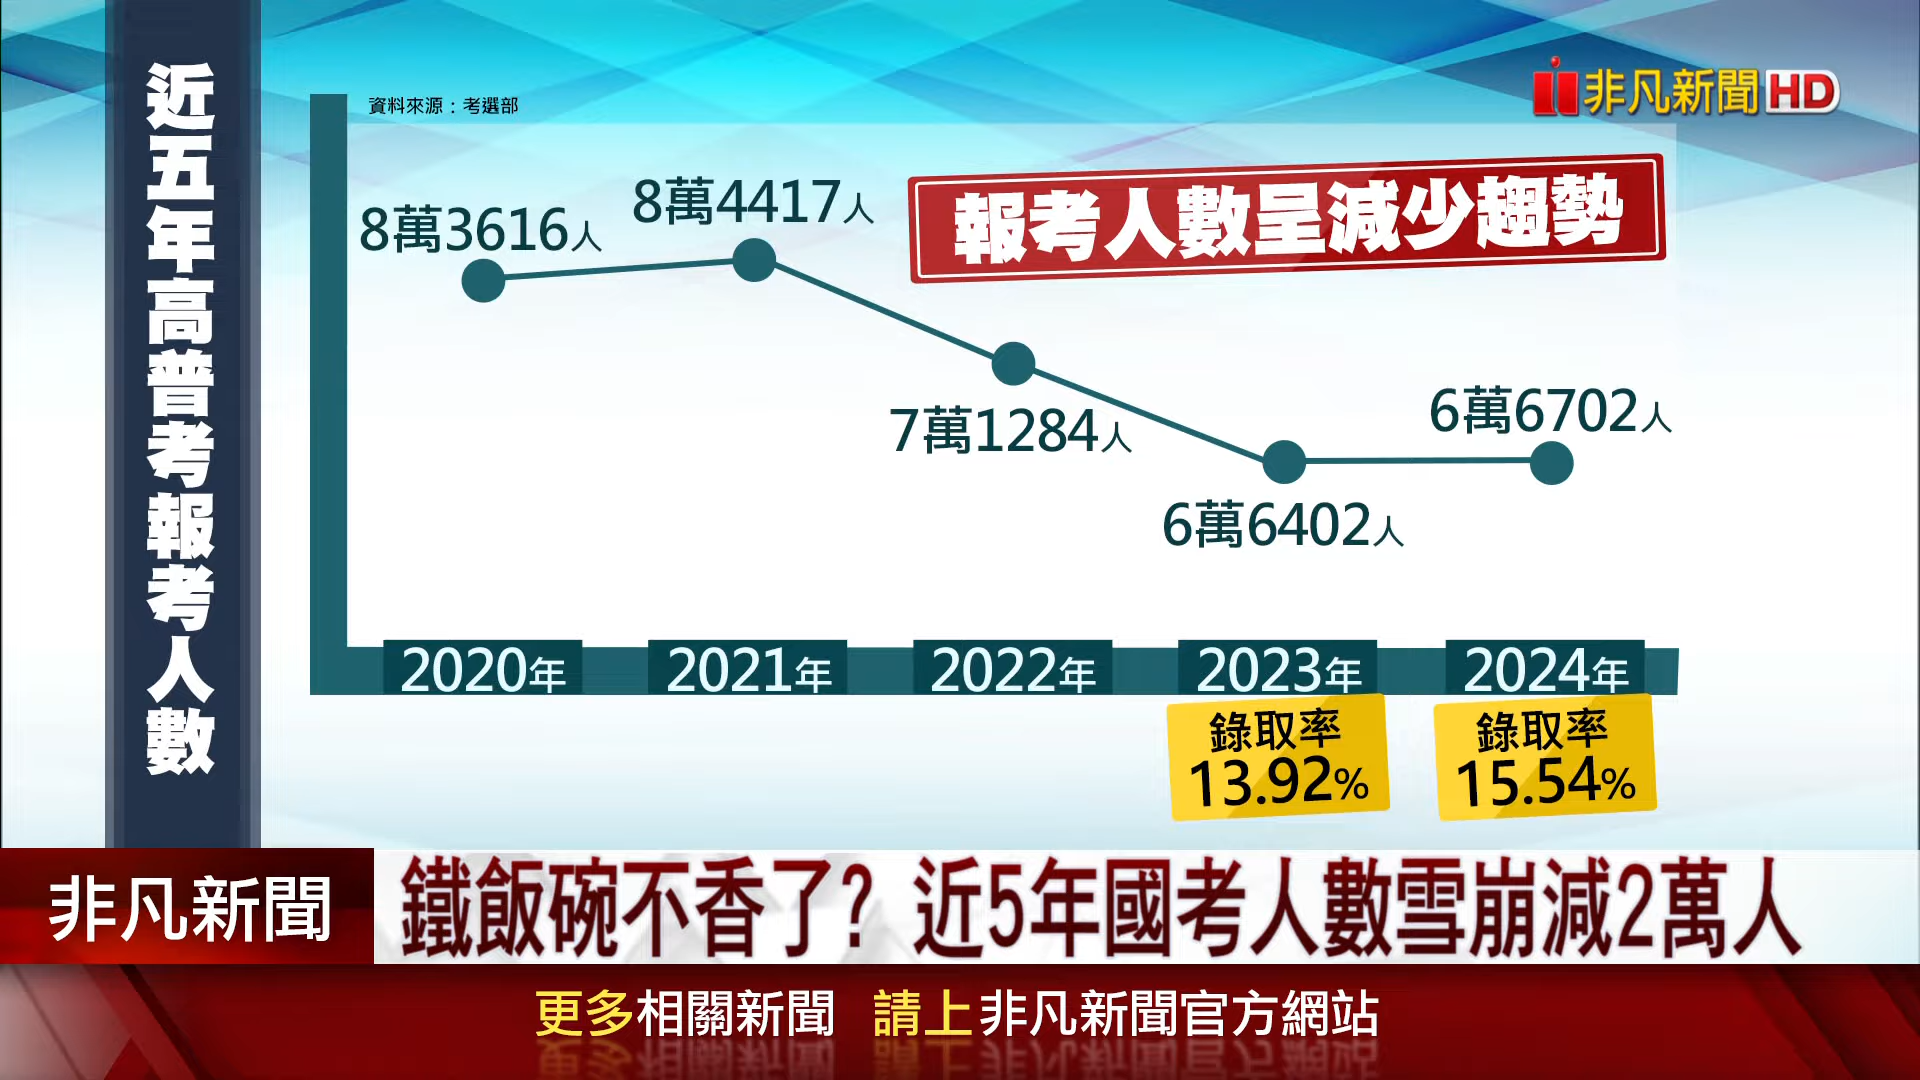 近五年高普考報考人數
資料來源：考選部
非凡新聞HD
報考人數呈減少趨勢
8萬3616人
8萬4417人
7萬1284人
6萬6402人
6萬6702人
2020年
2021年
2022年
2023年
2024年
錄取率
13.92%
錄取率
15.54%
非凡新聞
鐵飯碗不香了? 近5年國考人數雪崩減2萬人
更多相關新聞 請上非凡新聞官方網站